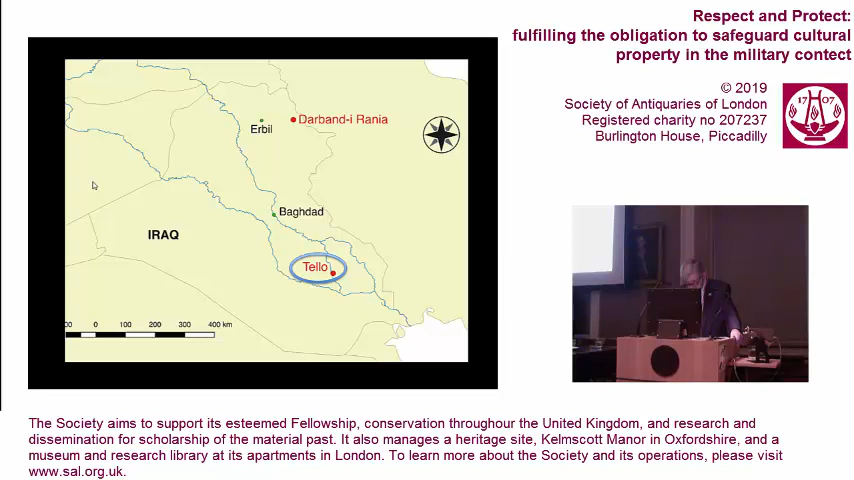 Respect and Protect:
fulfilling the obligation to safeguard cultural
property in the military contect
© 2019
Society of Antiquaries of London
Registered charity no 207237
Burlington House, Piccadilly
17 07
Erbil
Darband-i Rania
Baghdad
IRAQ
Tello
00 0 100 200 300 400 km
The Society aims to support its esteemed Fellowship, conservation throughour the United Kingdom, and research and
dissemination for scholarship of the material past. It also manages a heritage site, Kelmscott Manor in Oxfordshire, and a
museum and research library at its apartments in London. To learn more about the Society and its operations, please visit
www.sal.org.uk.